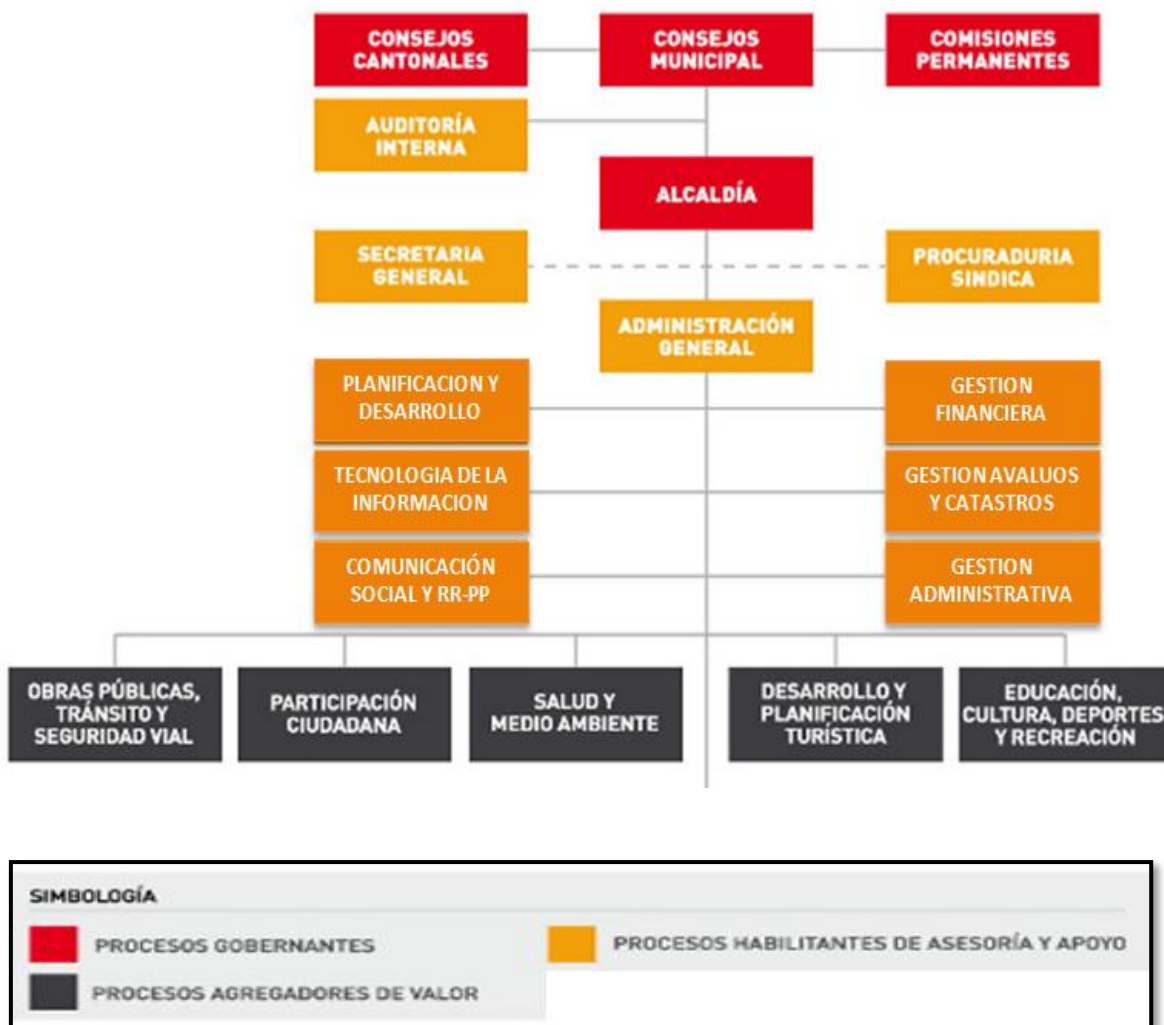 CONSEJOS
CANTONALES
CONSEJOS
MUNICIPAL
COMISIONES
PERMANENTES
AUDITORÍA
INTERNA
ALCALDÍA
SECRETARIA
GENERAL
PROCURADURIA
SINDICA
ADMINISTRACIÓN
GENERAL
PLANIFICACION Y
DESARROLLO
GESTION
FINANCIERA
TECNOLOGIA DE LA
INFORMACION
GESTION AVALUOS
Y CATASTROS
COMUNICACIÓN
SOCIAL Y RR-PP
GESTION
ADMINISTRATIVA
OBRAS PÚBLICAS,
TRÁNSITO Y
SEGURIDAD VIAL
PARTICIPACIÓN
CIUDADANA
SALUD Y
MEDIO AMBIENTE
DESARROLLO Y
PLANIFICACIÓN
TURÍSTICA
EDUCACIÓN,
CULTURA, DEPORTES
Y RECREACIÓN
SIMBOLOGÍA
PROCESOS GOBERNANTES
PROCESOS HABILITANTES DE ASESORÍA Y APOYO
PROCESOS AGREGADORES DE VALOR